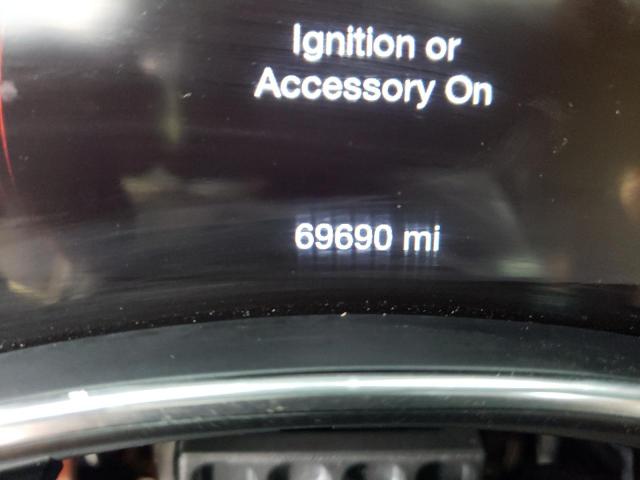 Ignition or
Accessory On
69690 mi